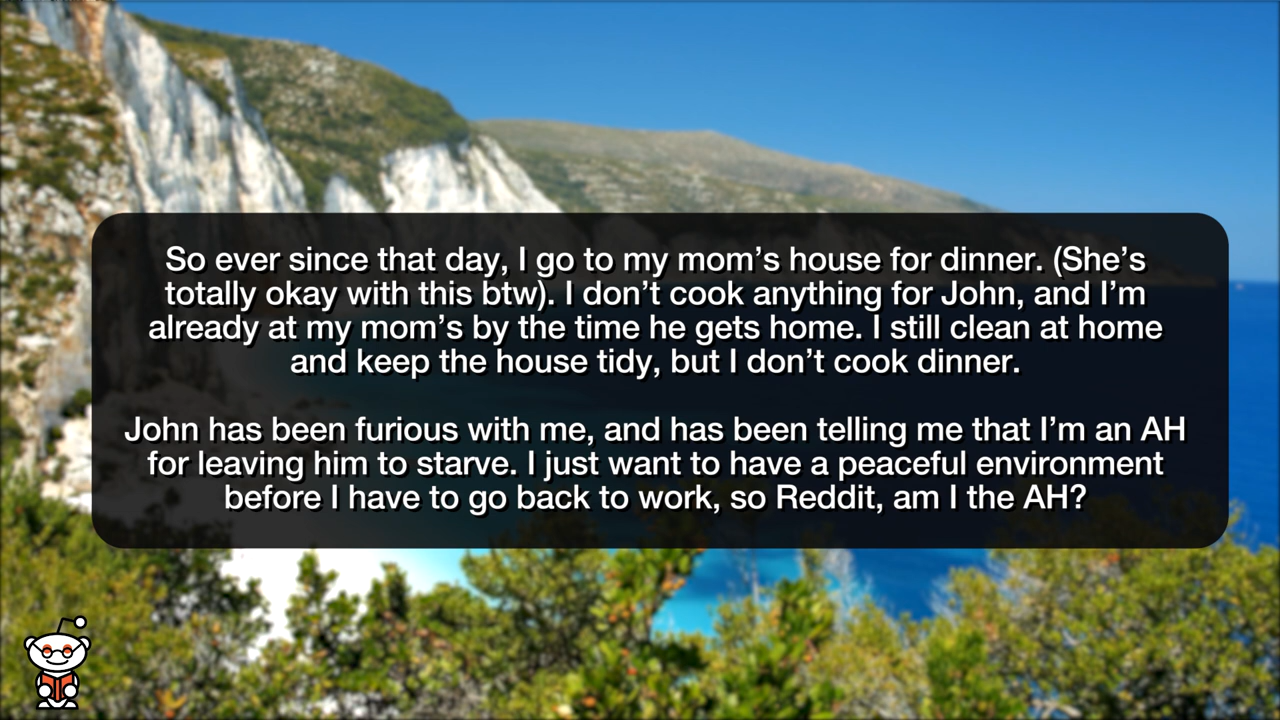 So ever since that day, I go to my mom’s house for dinner. (She’s
totally okay with this btw). I don’t cook anything for John, and I’m
already at my mom’s by the time he gets home. I still clean at home
and keep the house tidy, but I don’t cook dinner.
John has been furious with me, and has been telling me that I’m an AH
for leaving him to starve. I just want to have a peaceful environment
before I have to go back to work, so Reddit, am I the AH?